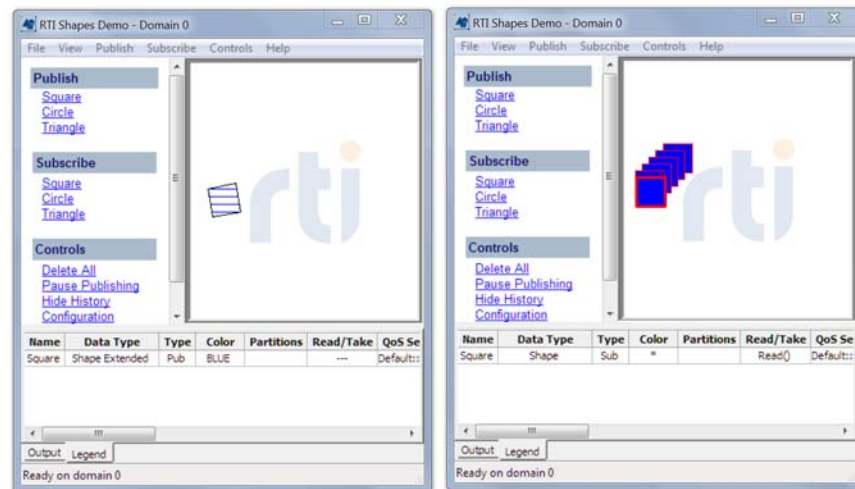 RTI Shapes Demo - Domain 0
File View Publish Subscribe Controls Help
Publish
Square
Circle
Triangle
Subscribe
Square
Circle
Triangle
Controls
Delete All
Pause Publishing
Hide History
Configuration
rti
Name Data Type Type Color Partitions Read/Take QoS Se
Square Shape Extended Pub BLUE --- Default::
Output Legend
Ready on domain 0
RTI Shapes Demo - Domain 0
File View Publish Subscribe Controls Help
Publish
Square
Circle
Triangle
Subscribe
Square
Circle
Triangle
Controls
Delete All
Pause Publishing
Hide History
Configuration
rti
Name Data Type Type Color Partitions Read/Take QoS Se
Square Shape Sub * Read() Default::
Output Legend
Ready on domain 0